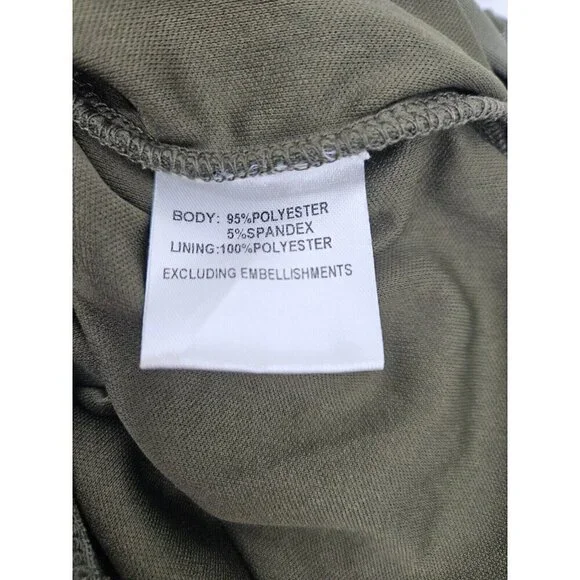 BODY: 95%POLYESTER
5%SPANDEX
LINING:100%POLYESTER
EXCLUDING EMBELLISHMENTS